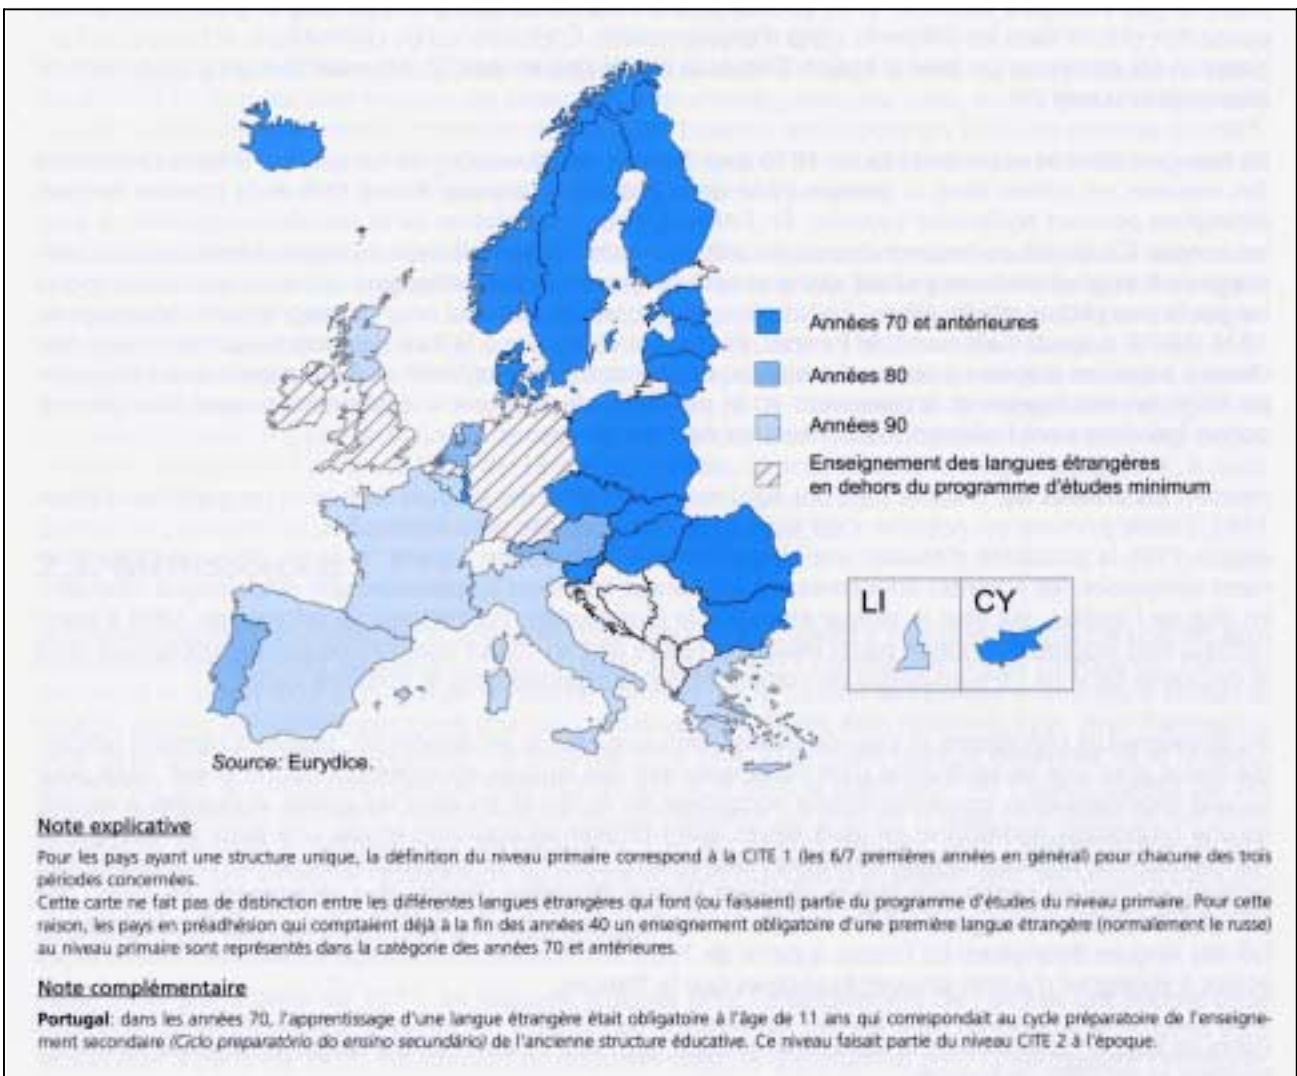 Années 70 et antérieures
Années 80
Années 90
Enseignement des langues étrangères
en dehors du programme d'études minimum
LI
CY
Source: Eurydice.
Note explicative
Pour les pays ayant une structure unique, la définition du niveau primaire correspond à la CITE 1 (les 6/7 premières années en général) pour chacune des trois
périodes concernées.
Cette carte ne fait pas de distinction entre les différentes langues étrangères qui font (ou faisaient) partie du programme d'études du niveau primaire. Pour cette
raison, les pays en préadhésion qui comptaient déjà à la fin des années 40 un enseignement obligatoire d'une première langue étrangère (normalement le russe)
au niveau primaire sont représentés dans la catégorie des années 70 et antérieures.
Note complémentaire
Portugal: dans les années 70, l'apprentissage d'une langue étrangère était obligatoire à l'âge de 11 ans qui correspondait au cycle préparatoire de l'enseigne-
ment secondaire (Ciclo preparatório do ensino secundário) de l'ancienne structure éducative. Ce niveau faisait partie du niveau CITE 2 à l'époque.